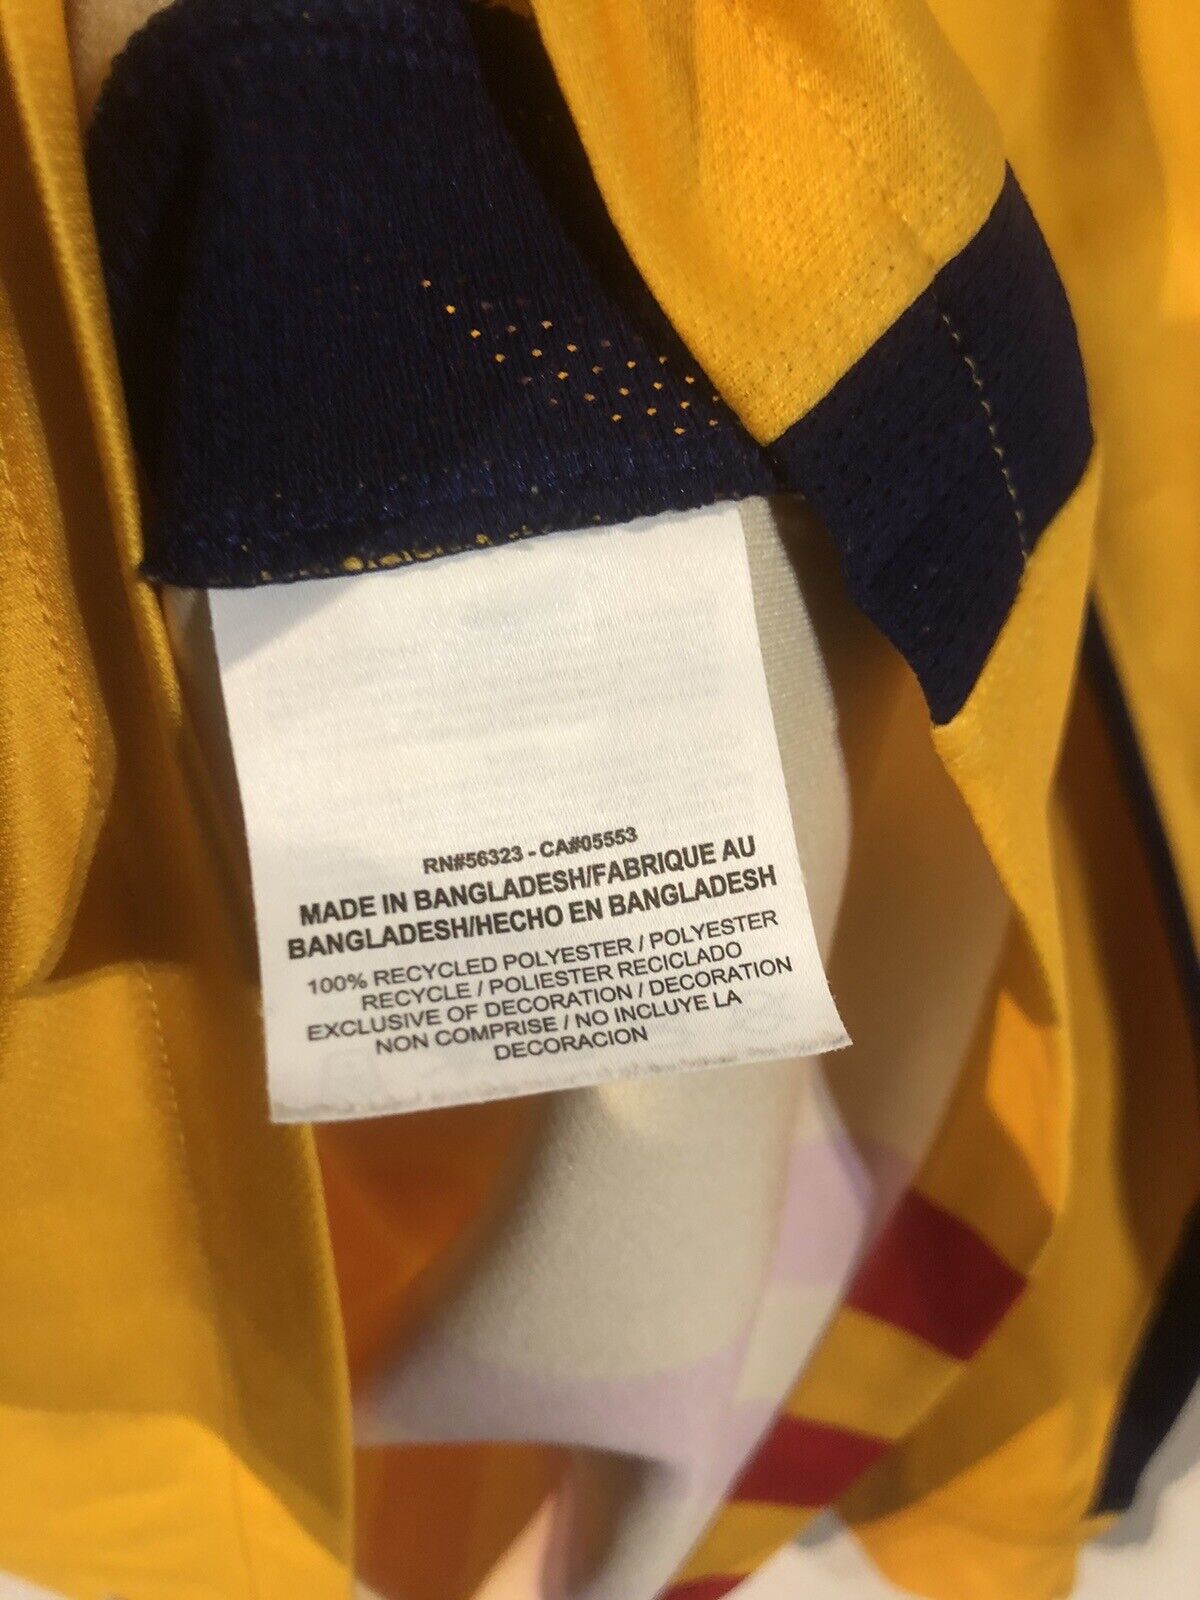 RN#56323 - CA#05553
MADE IN BANGLADESH/FABRIQUE AU
BANGLADESH/HECHO EN BANGLADESH
100% RECYCLED POLYESTER / POLYESTER
RECYCLE / POLIESTER RECICLADO
EXCLUSIVE OF DECORATION / DECORATION
NON COMPRISE / NO INCLUYE LA
DECORACION